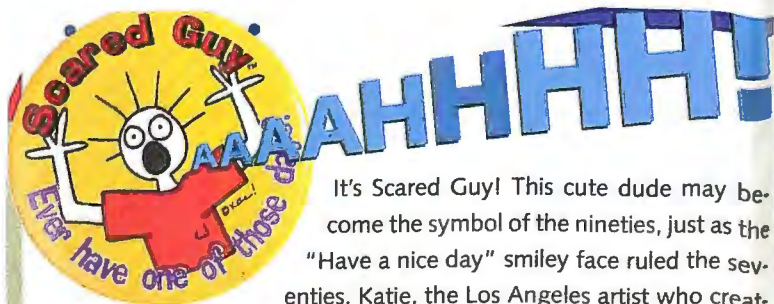 Scared Guy
AAAAAHHHHH!
Ever have one of those days?
It's Scared Guy! This cute dude may be-
come the symbol of the nineties, just as the
"Have a nice day" smiley face ruled the sev-
enties. Katie, the Los Angeles artist who creat-